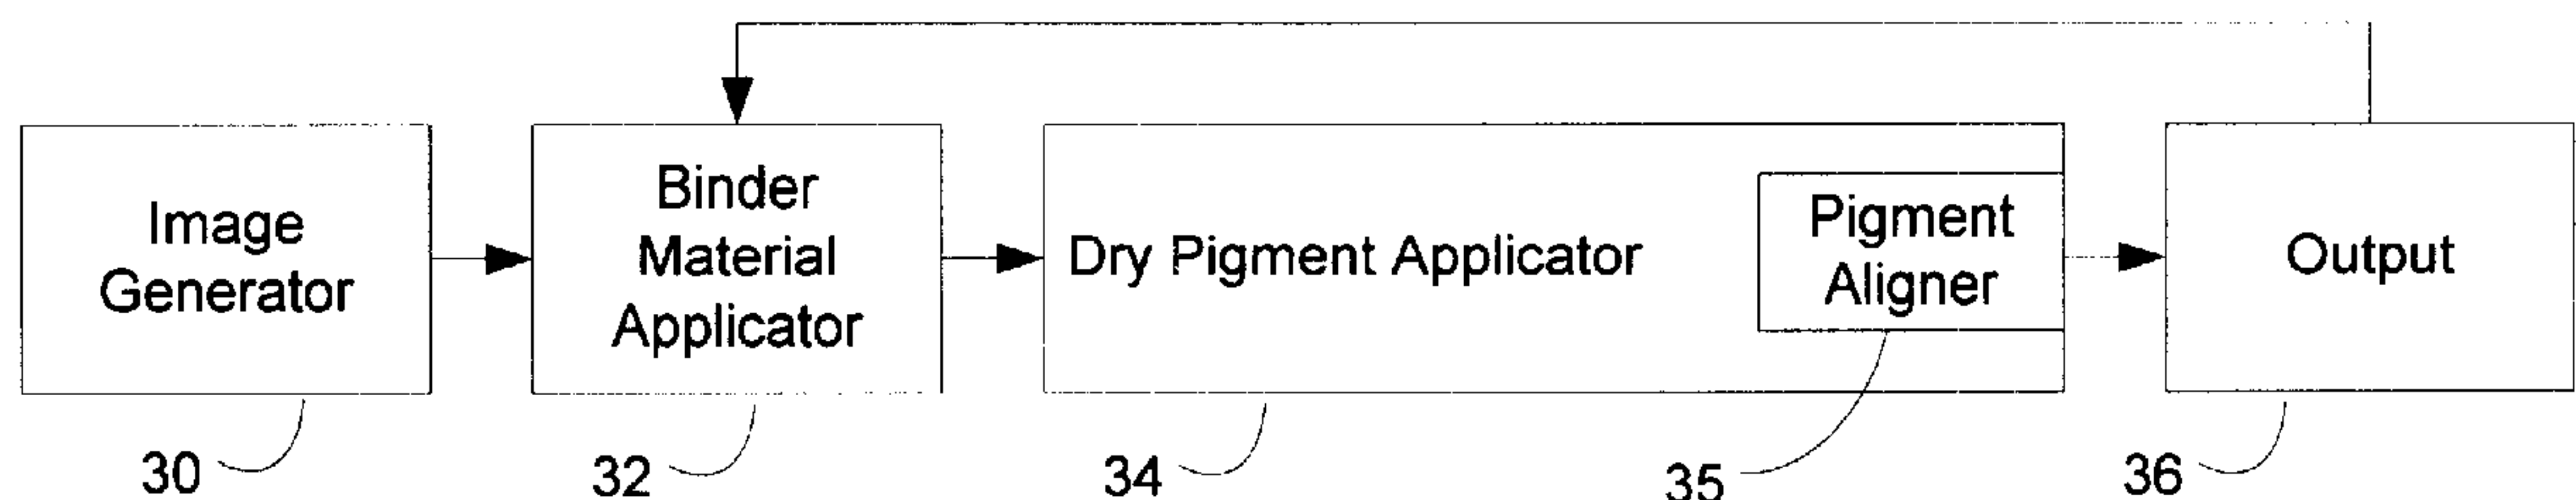 Image
Generator
Binder
Material
Applicator
Dry Pigment Applicator
Pigment
Aligner
Output
30
32
34
35
36